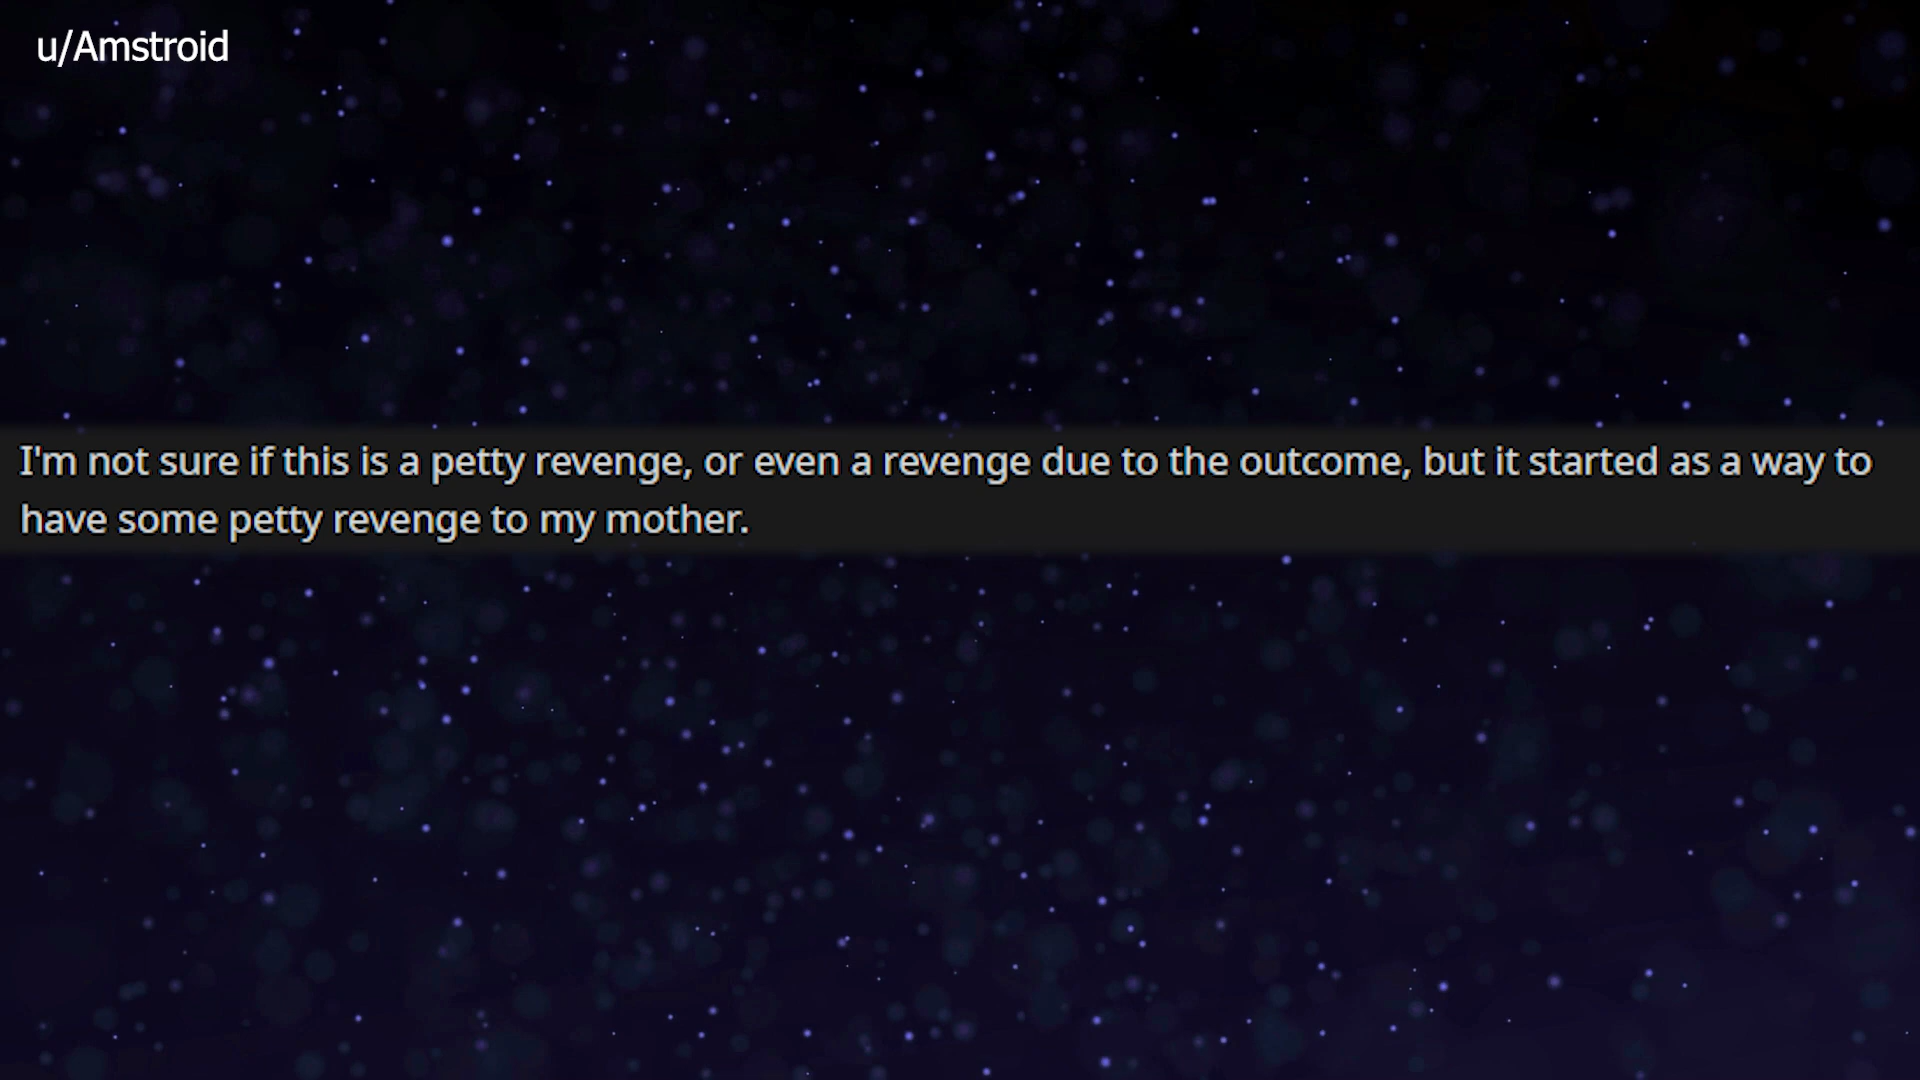 u/Amstroid
I'm not sure if this is a petty revenge, or even a revenge due to the outcome, but it started as a way to
have some petty revenge to my mother.